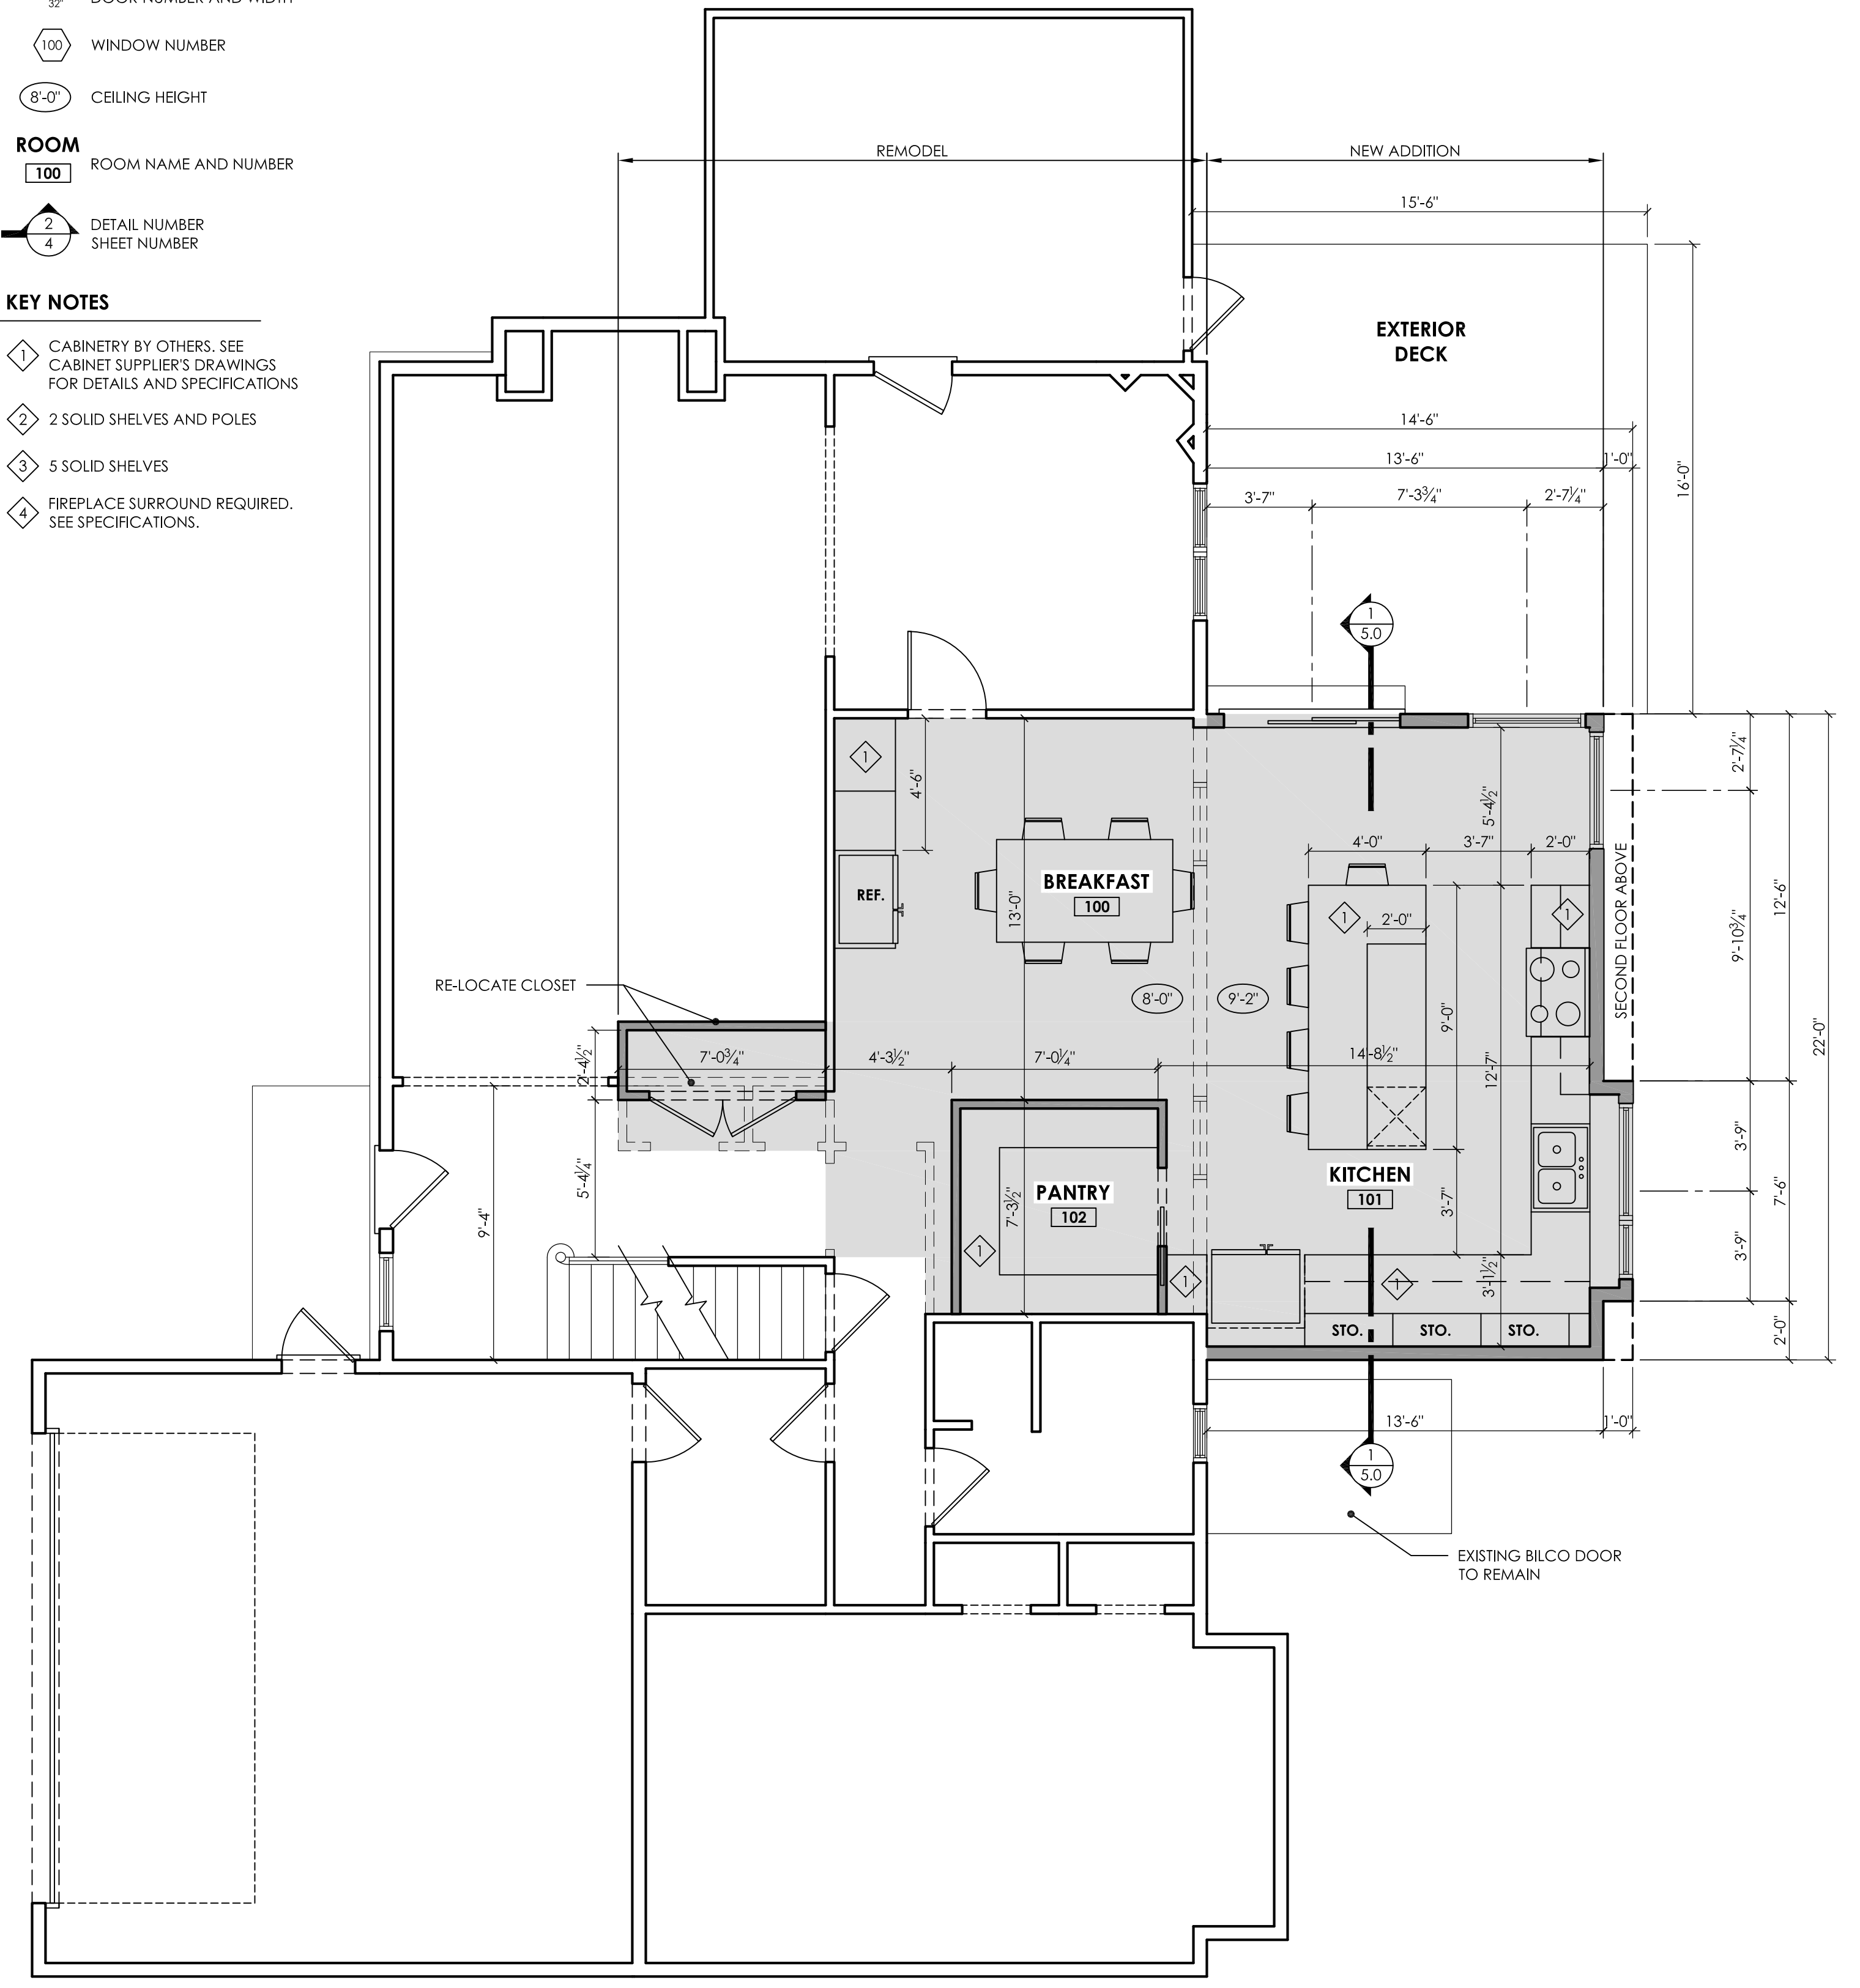 32"
DOOR NUMBER AND WIDTH
100
WINDOW NUMBER
8'-0"
CEILING HEIGHT
ROOM
100
ROOM NAME AND NUMBER
2
4
DETAIL NUMBER
SHEET NUMBER
KEY NOTES
1
CABINETRY BY OTHERS. SEE
CABINET SUPPLIER'S DRAWINGS
FOR DETAILS AND SPECIFICATIONS
2
2 SOLID SHELVES AND POLES
3
5 SOLID SHELVES
4
FIREPLACE SURROUND REQUIRED.
SEE SPECIFICATIONS.
REMODEL
NEW ADDITION
15'-6"
EXTERIOR
DECK
14'-6"
13'-6"
1'-0"
3'-7"
7'-3¾"
2'-7¼"
16'-0"
1
5.0
1
4'-6"
REF.
BREAKFAST
100
13'-0"
5'-4½"
4'-0"
3'-7"
2'-0"
1
2'-0"
1
SECOND FLOOR ABOVE
2'-7¼"
9'-10¾"
12'-6"
22'-0"
8'-0"
9'-2"
9'-0"
RE-LOCATE CLOSET
2'-4½"
7'-0¾"
4'-3½"
7'-0¼"
14'-8½"
12'-7"
5'-4¼"
9'-4"
PANTRY
102
7'-3½"
1
KITCHEN
101
3'-7"
3'-9"
7'-6"
3'-9"
1
1
3'-1½"
STO.
STO.
STO.
2'-0"
13'-6"
1'-0"
1
5.0
EXISTING BILCO DOOR
TO REMAIN